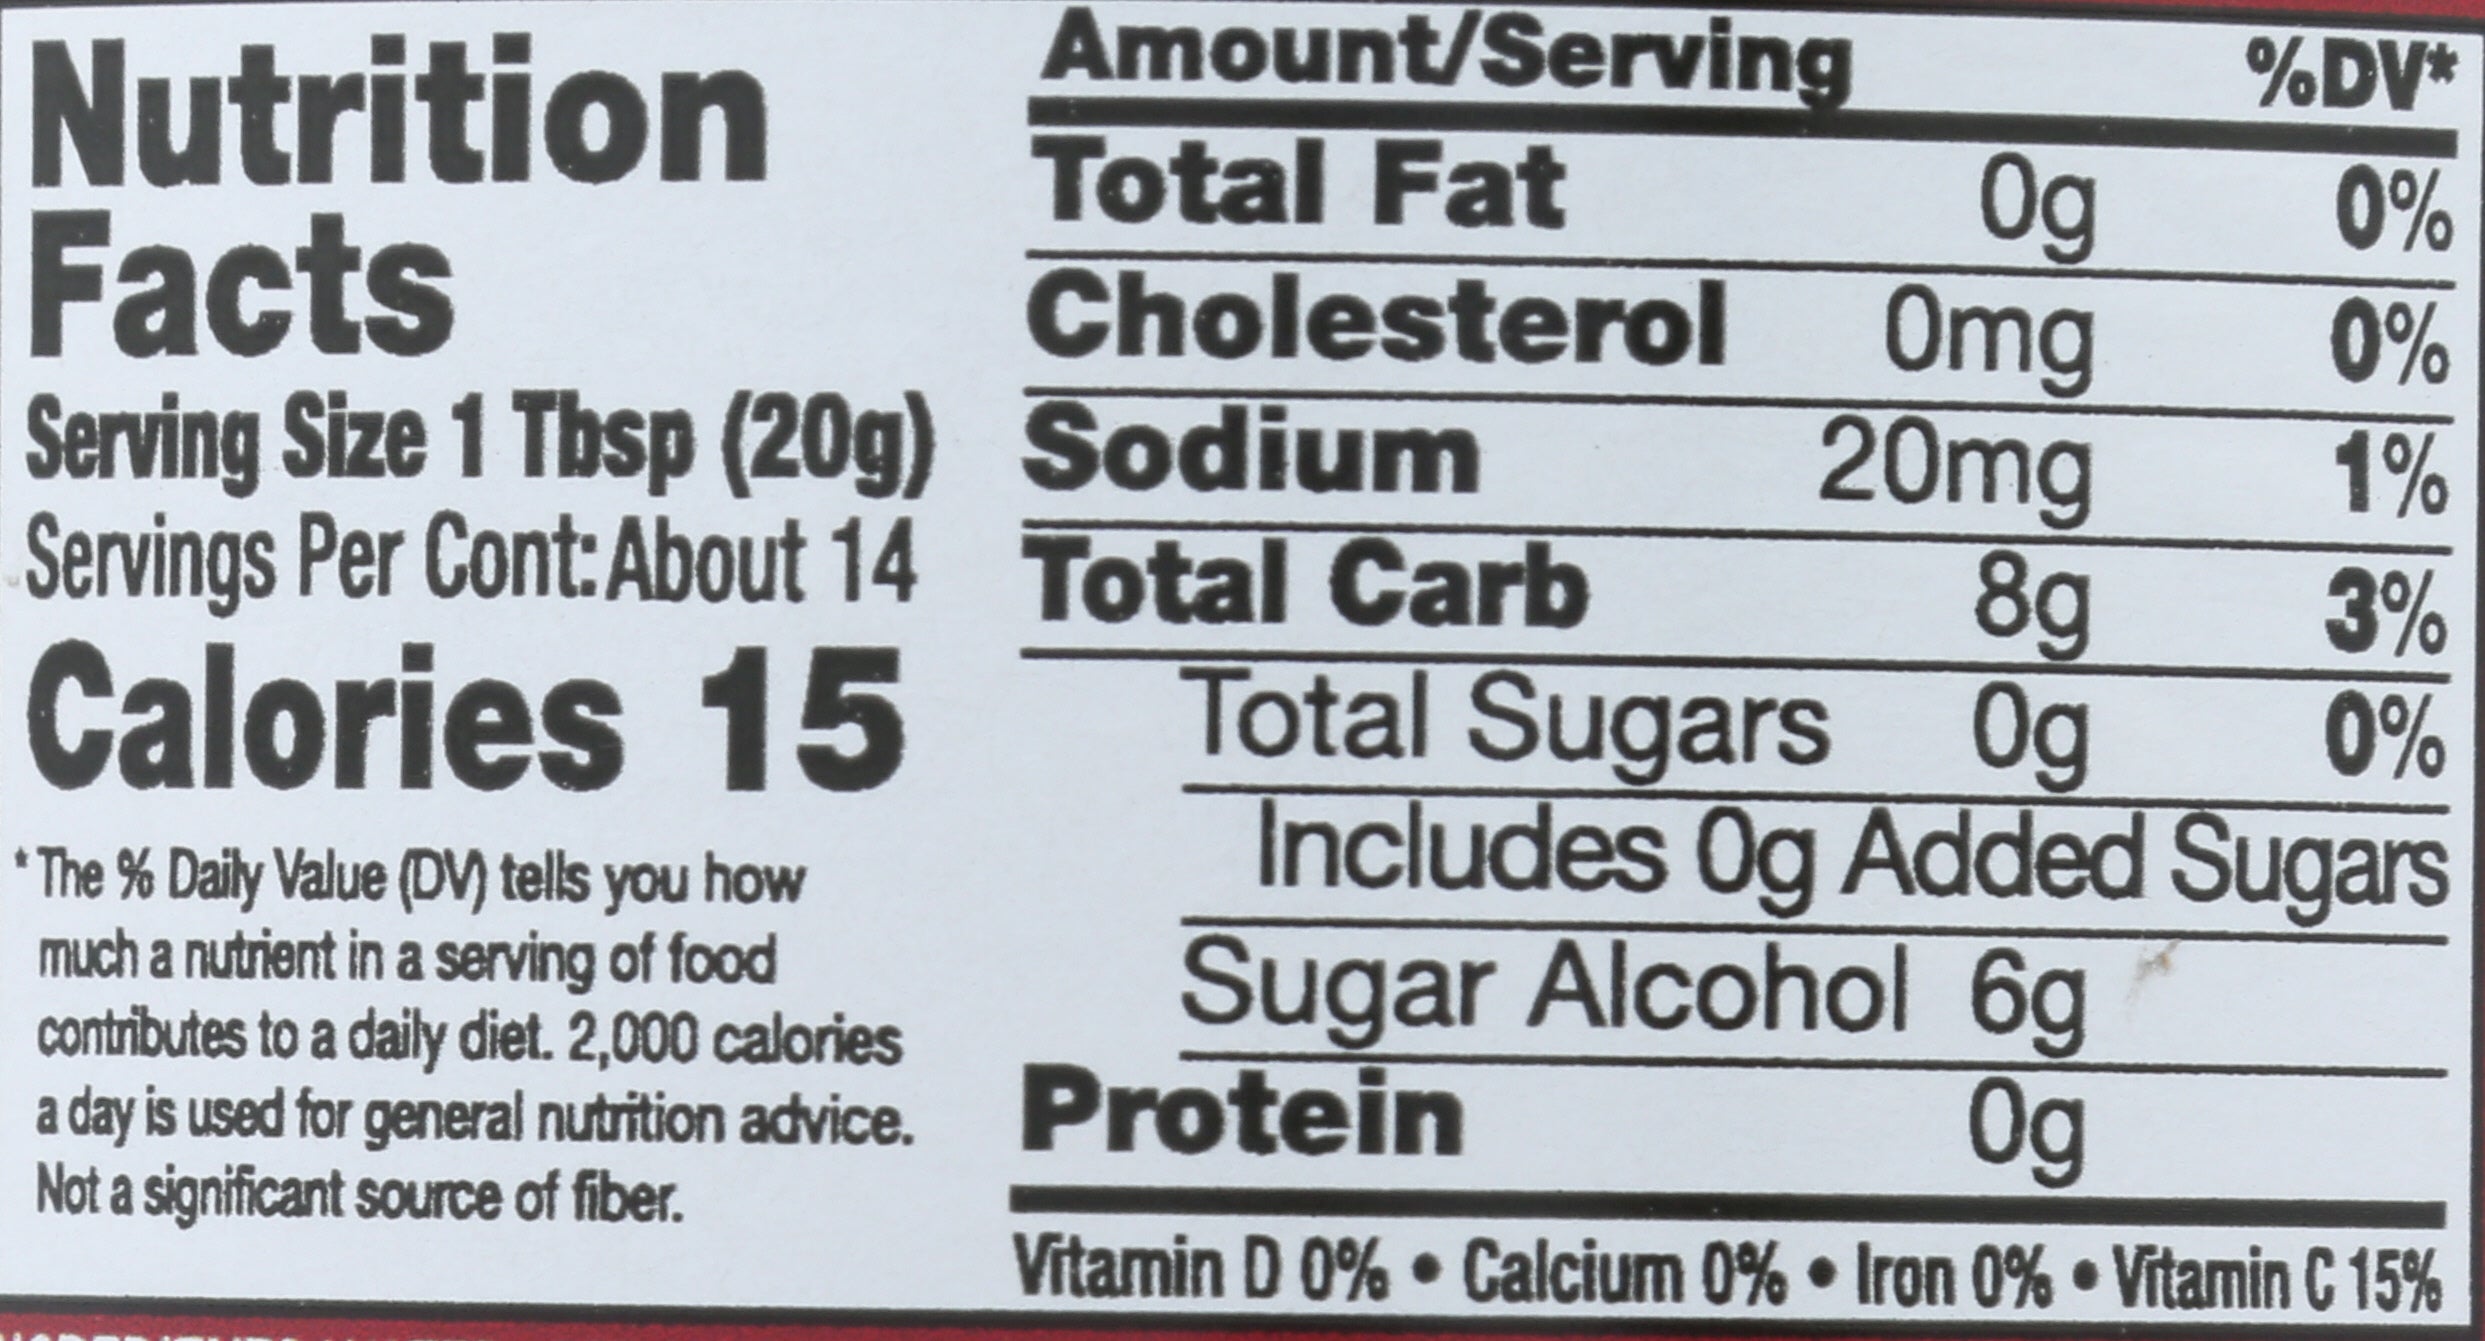 Nutrition
Facts
Serving Size 1 Tbsp (20g)
Servings Per Cont: About 14
Calories 15
* The % Daily Value (DV) tells you how
much a nutrient in a serving of food
contributes to a daily diet. 2,000 calories
a day is used for general nutrition advice.
Not a significant source of fiber.
Amount/Serving %DV*
Total Fat 0g 0%
Cholesterol 0mg 0%
Sodium 20mg 1%
Total Carb 8g 3%
Total Sugars 0g 0%
Includes 0g Added Sugars
Sugar Alcohol 6g
Protein 0g
Vitamin D 0% • Calcium 0% • Iron 0% • Vitamin C 15%